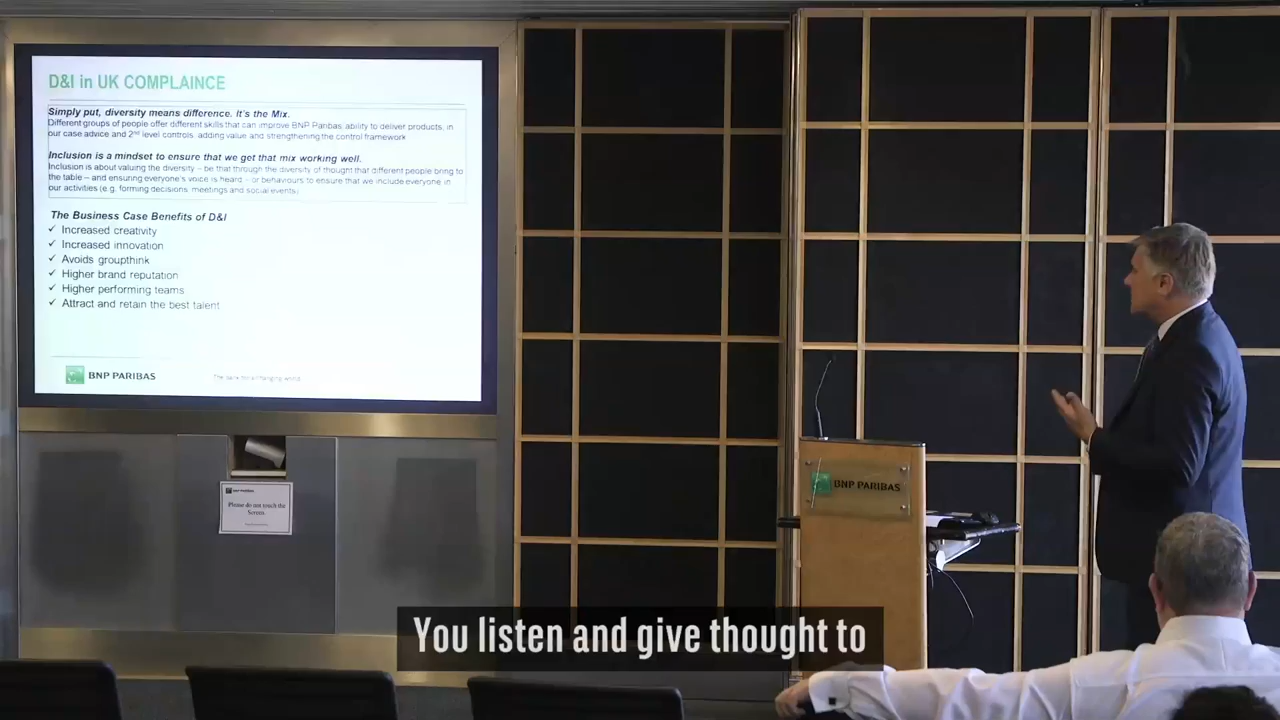 D&I in UK COMPLAINCE
Simply put, diversity means difference. It's the Mix.
Different groups of people offer different skills that can improve BNP Paribas ability to deliver products, in
our case advice and 2nd level controls, adding value and strengthening the control framework
Inclusion is a mindset to ensure that we get that mix working well.
Inclusion is about valuing the diversity – be that through the diversity of thought that different people bring to
the table – and ensuring everyone's voice is heard – or behaviours to ensure that we include everyone in
our activities (e.g. forming decisions, meetings and social events)
The Business Case Benefits of D&I
✓ Increased creativity
✓ Increased innovation
✓ Avoids groupthink
✓ Higher brand reputation
✓ Higher performing teams
✓ Attract and retain the best talent
BNP PARIBAS
The bank for a changing world
BNP PARIBAS
Please do not touch the
Screen.
BNP PARIBAS
You listen and give thought to